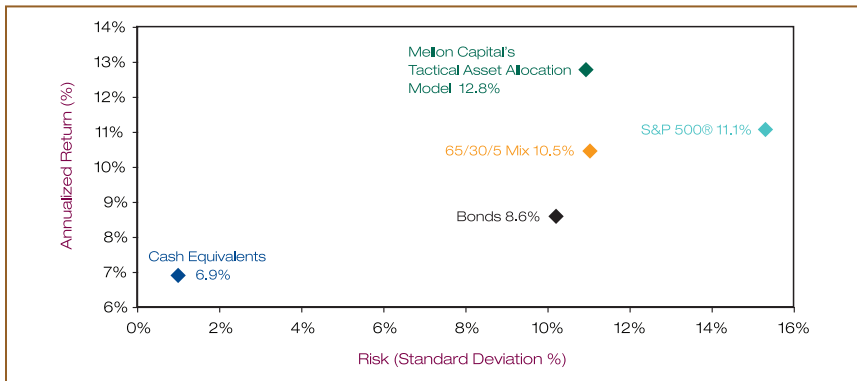 14%
13%
12%
11%
10%
9%
8%
7%
6%
Annualized Return (%)
Mellon Capital's
Tactical Asset Allocation
Model 12.8%
S&P 500® 11.1%
65/30/5 Mix 10.5%
Bonds 8.6%
Cash Equivalents
6.9%
0% 2% 4% 6% 8% 10% 12% 14% 16%
Risk (Standard Deviation %)